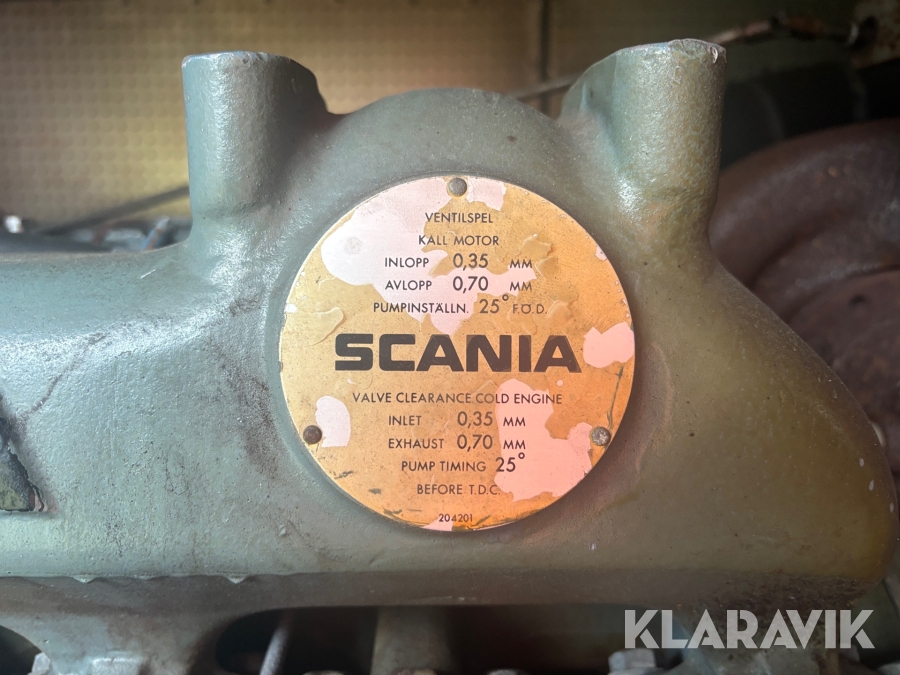 VENTILSPEL
KALL MOTOR
INLOPP 0,35 MM
AVLOPP 0,70 MM
PUMPINSTÄLLN. 25° F.Ö.D.
SCANIA
VALVE CLEARANCE COLD ENGINE
INLET 0,35 MM
EXHAUST 0,70 MM
PUMP TIMING 25°
BEFORE T.D.C.
204201
KLARAVIK